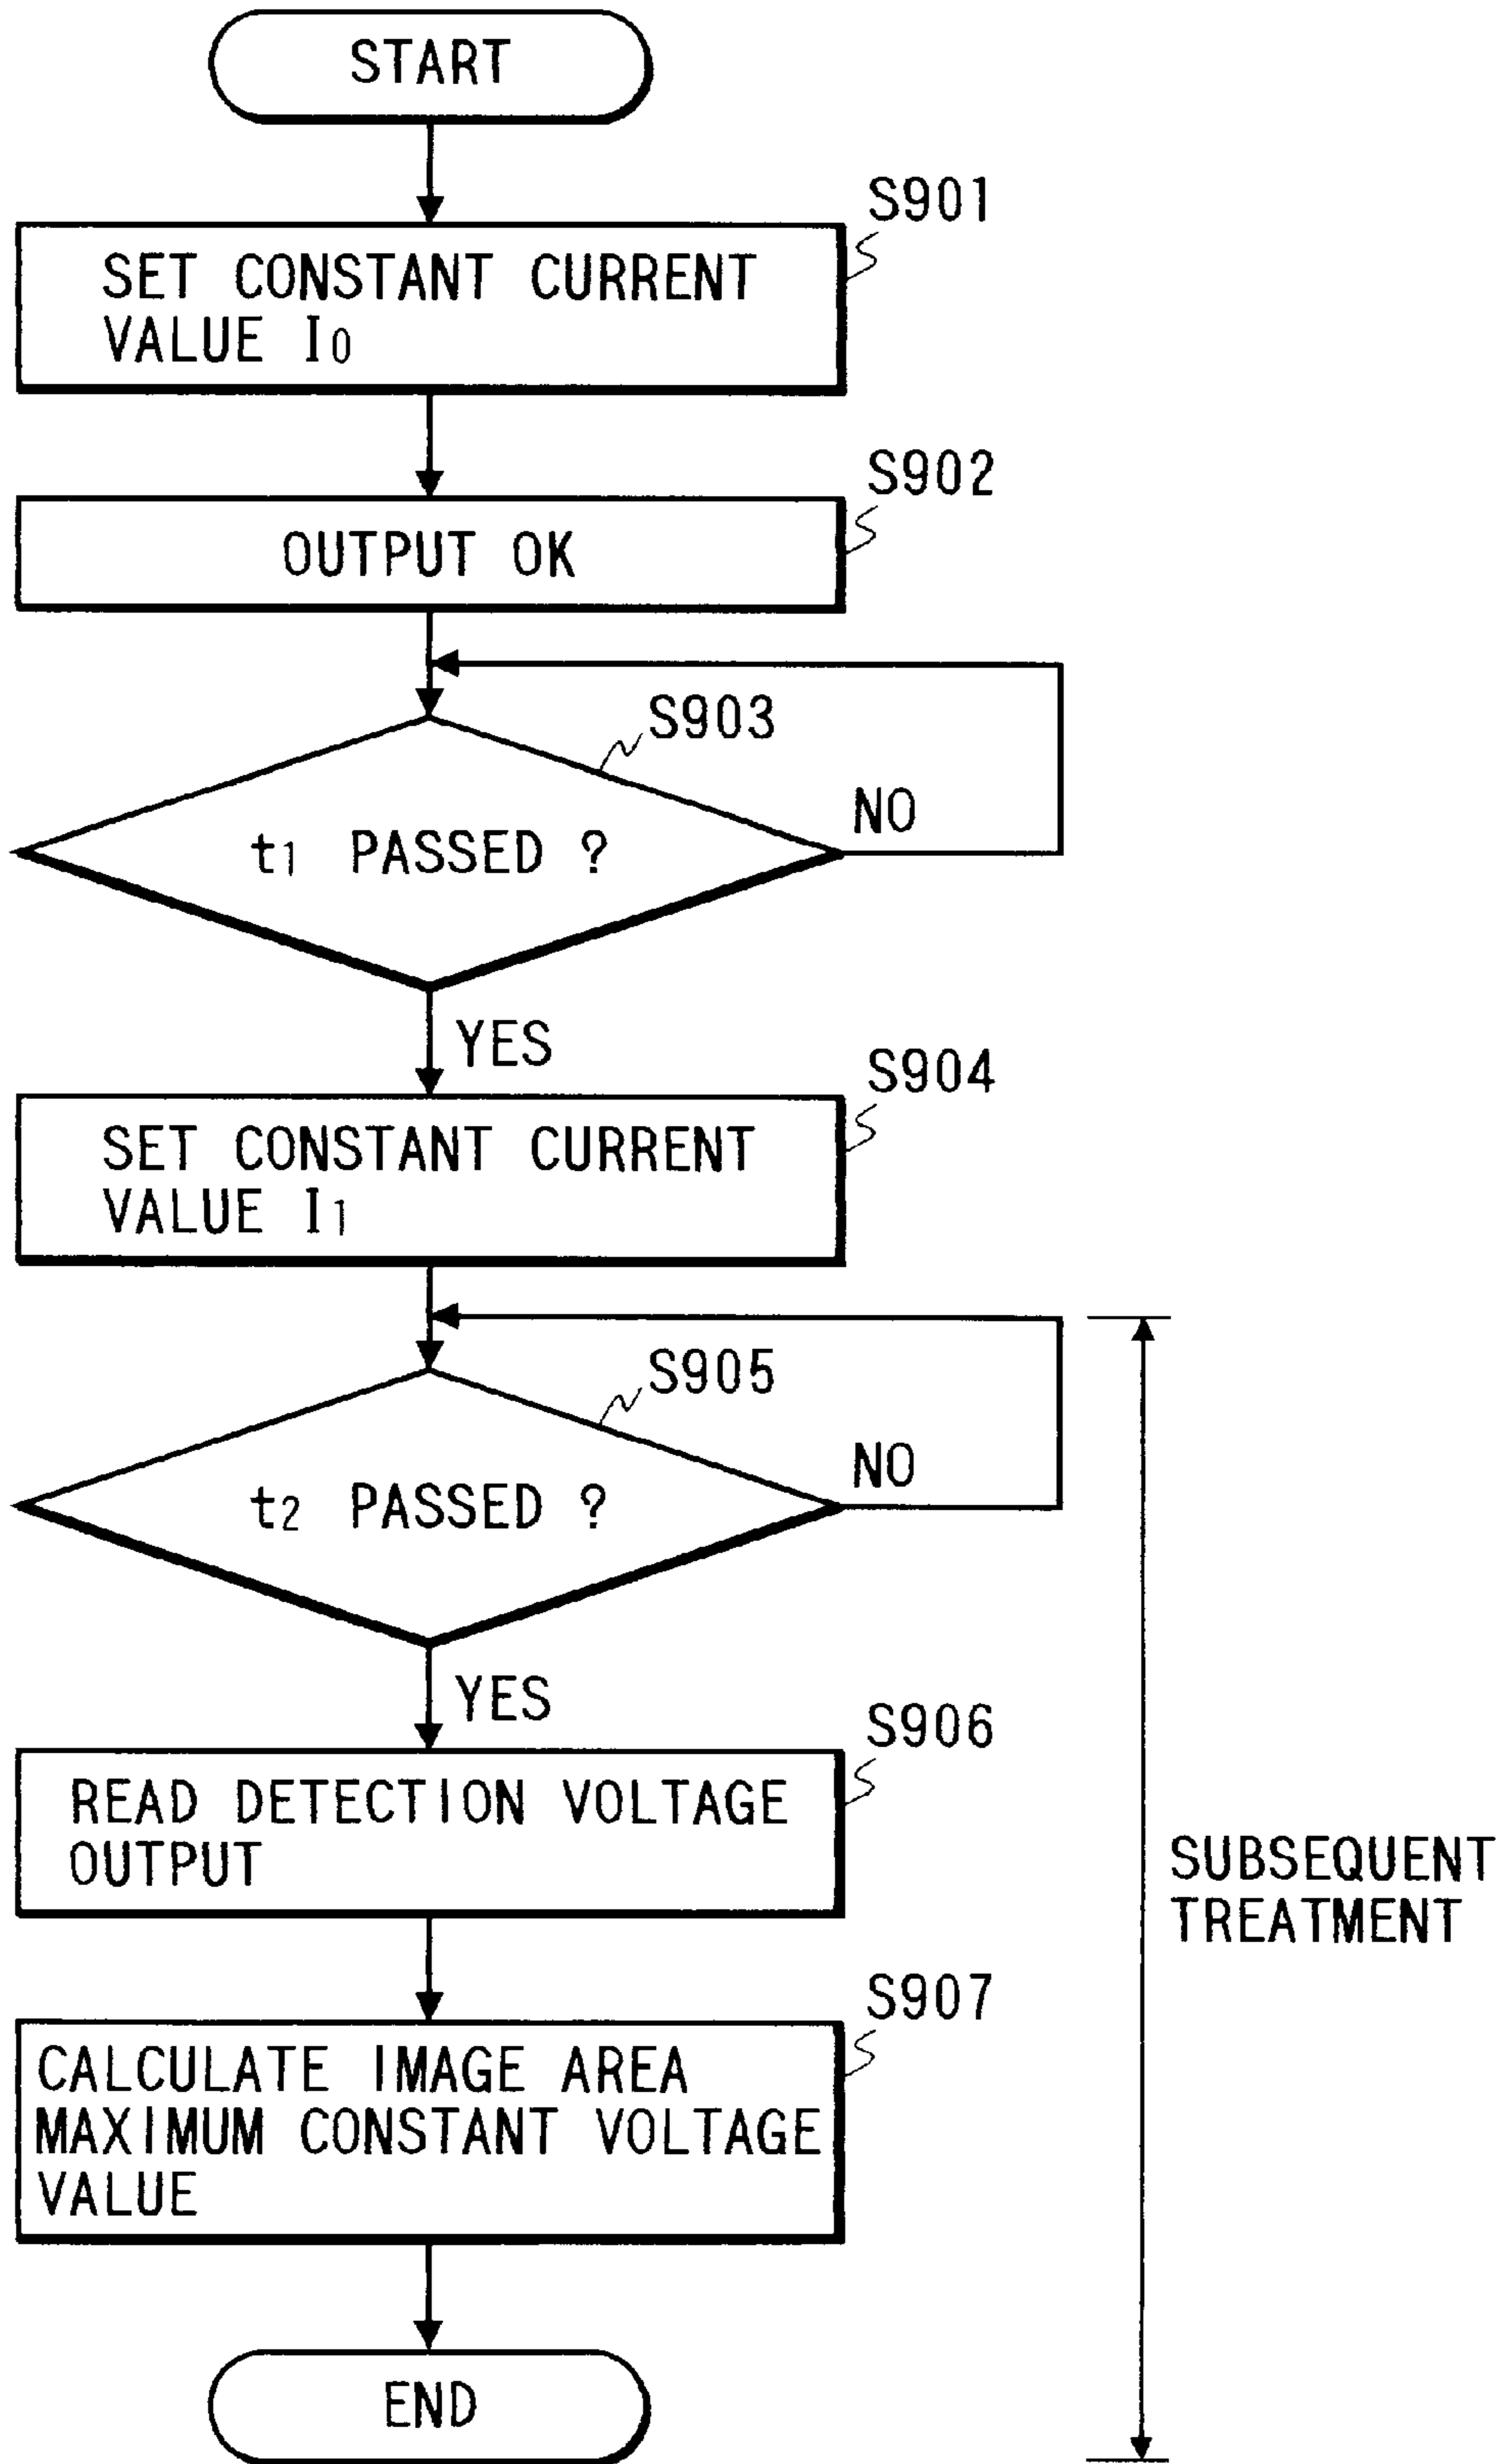 START
S901
SET CONSTANT CURRENT
VALUE I0
S902
OUTPUT OK
S903
t1 PASSED ?
NO
YES
S904
SET CONSTANT CURRENT
VALUE I1
S905
t2 PASSED ?
NO
YES
S906
READ DETECTION VOLTAGE
OUTPUT
SUBSEQUENT
TREATMENT
S907
CALCULATE IMAGE AREA
MAXIMUM CONSTANT VOLTAGE
VALUE
END